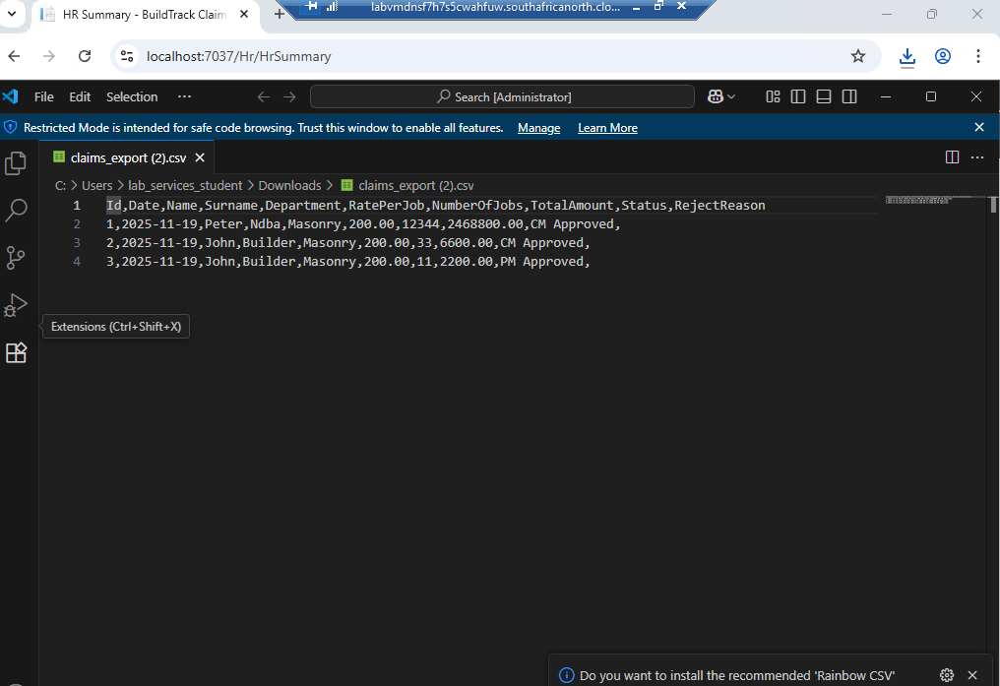 HR Summary - BuildTrack Claim
labvmdnsf7h7s5cwahfuw.southafricanorth.clo...
localhost:7037/Hr/HrSummary
File Edit Selection ··· Search [Administrator]
Restricted Mode is intended for safe code browsing. Trust this window to enable all features. Manage Learn More
claims_export (2).csv
C: > Users > lab_services_student > Downloads > claims_export (2).csv
1 Id,Date,Name,Surname,Department,RatePerJob,NumberOfJobs,TotalAmount,Status,RejectReason
2 1,2025-11-19,Peter,Ndba,Masonry,200.00,12344,2468800.00,CM Approved,
3 2,2025-11-19,John,Builder,Masonry,200.00,33,6600.00,CM Approved,
4 3,2025-11-19,John,Builder,Masonry,200.00,11,2200.00,PM Approved,
Extensions (Ctrl+Shift+X)
Do you want to install the recommended 'Rainbow CSV'